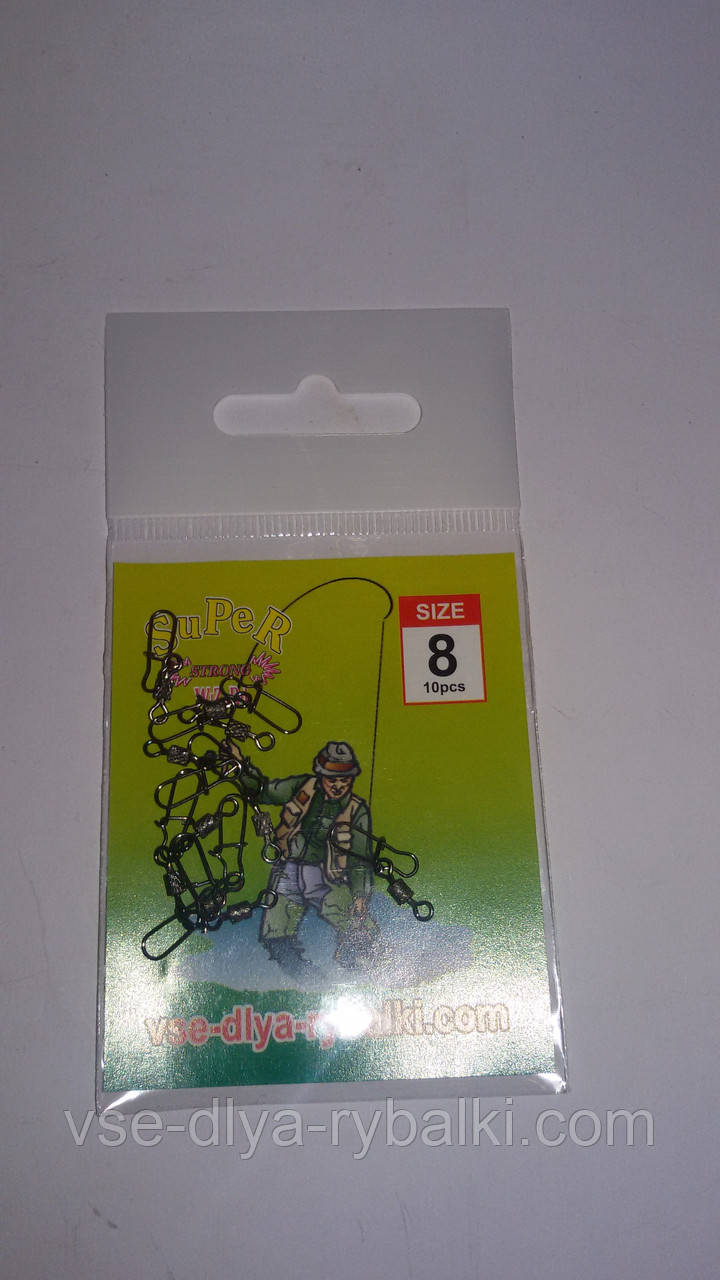 SuPeR
STRONG
SIZE
8
10pcs
"vse-dlya-rybalki.com"
vse-dlya-rybalki.com